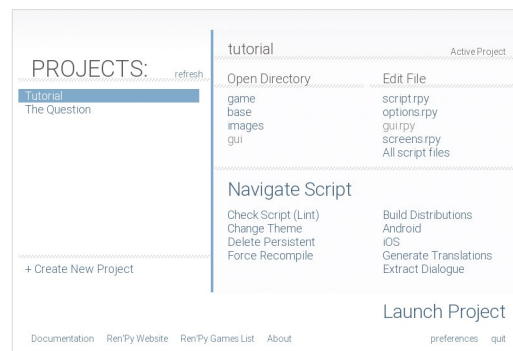 PROJECTS:
refresh
Tutorial
The Question
+ Create New Project
tutorial
Active Project
Open Directory
game
base
images
gui
Edit File
script.rpy
options.rpy
gui.rpy
screens.rpy
All script files
Navigate Script
Check Script (Lint)
Change Theme
Delete Persistent
Force Recompile
Build Distributions
Android
iOS
Generate Translations
Extract Dialogue
Launch Project
Documentation
Ren'Py Website
Ren'Py Games List
About
preferences
quit